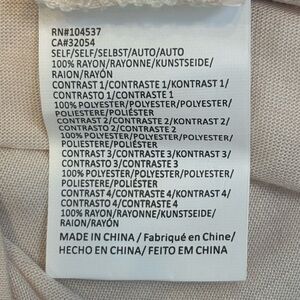 RN#104537
CA#32054
SELF/SELF/SELBST/AUTO/AUTO
100% RAYON/RAYONNE/KUNSTSEIDE/
RAION/RAYÓN
CONTRAST 1/CONTRASTE 1/KONTRAST 1/
CONTRASTO 1/CONTRASTE 1
100% POLYESTER/POLYESTER/POLYESTER/
POLIESTERE/POLIÉSTER
CONTRAST 2/CONTRASTE 2/KONTRAST 2/
CONTRASTO 2/CONTRASTE 2
100% POLYESTER/POLYESTER/POLYESTER/
POLIESTERE/POLIÉSTER
CONTRAST 3/CONTRASTE 3/KONTRAST 3/
CONTRASTO 3/CONTRASTE 3
100% POLYESTER/POLYESTER/POLYESTER/
POLIESTERE/POLIÉSTER
CONTRAST 4/CONTRASTE 4/KONTRAST 4/
CONTRASTO 4/CONTRASTE 4
100% RAYON/RAYONNE/KUNSTSEIDE/
RAION/RAYÓN
MADE IN CHINA / Fabriqué en Chine/
HECHO EN CHINA/ FEITO EM CHINA